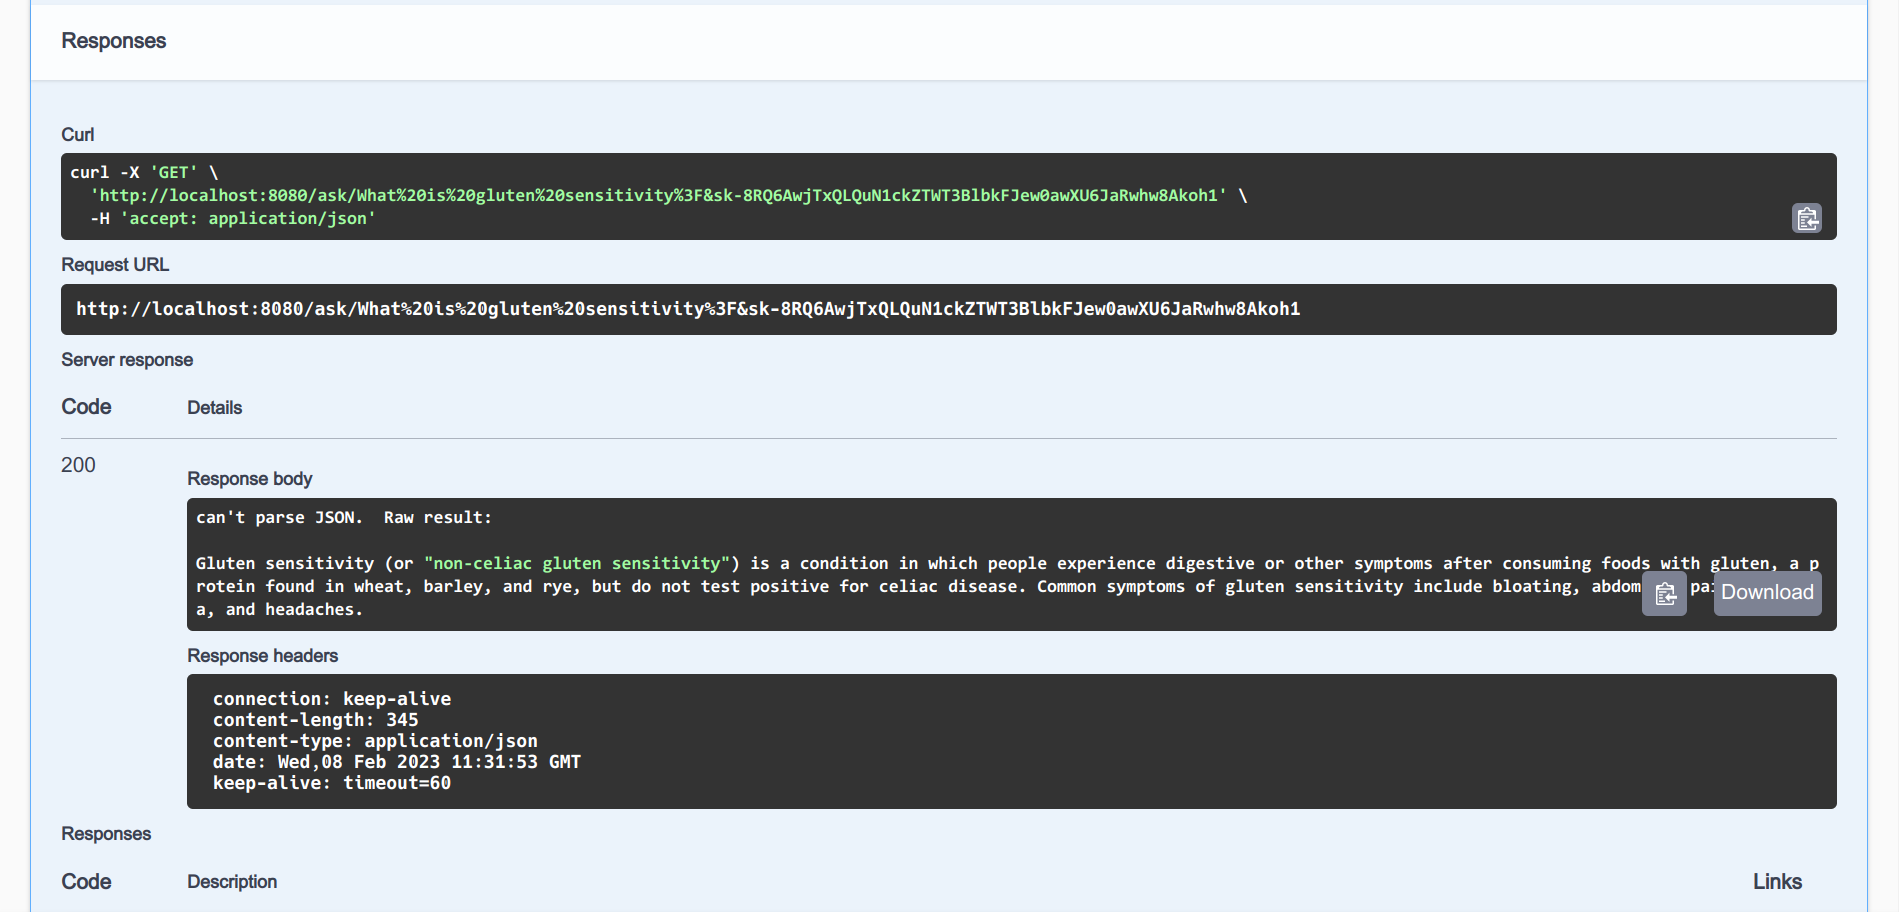 Responses
Curl
curl -X 'GET' \
'http://localhost:8080/ask/What%20is%20gluten%20sensitivity%3F&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' \
-H 'accept: application/json'
Request URL
http://localhost:8080/ask/What%20is%20gluten%20sensitivity%3F&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
Server response
Code Details
200
Response body
can't parse JSON. Raw result:
Gluten sensitivity (or "non-celiac gluten sensitivity") is a condition in which people experience digestive or other symptoms after consuming foods with gluten, a p
rotein found in wheat, barley, and rye, but do not test positive for celiac disease. Common symptoms of gluten sensitivity include bloating,
Download
a, and headaches.
Response headers
connection: keep-alive
content-length: 345
content-type: application/json
date: Wed,08 Feb 2023 11:31:53 GMT
keep-alive: timeout=60
Responses
Code Description Links